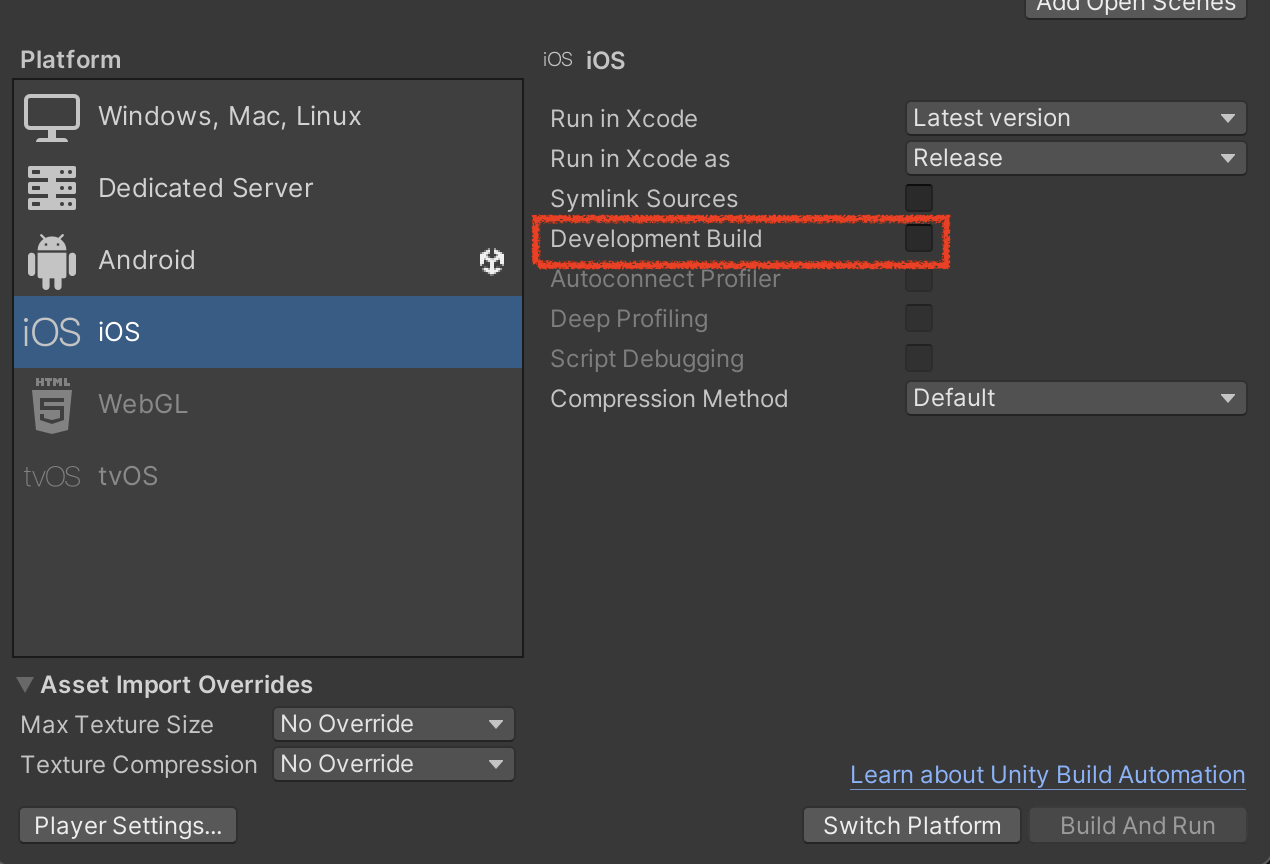 Add Open Scenes
Platform
Windows, Mac, Linux
Dedicated Server
Android
iOS iOS
HTML
5
WebGL
tvOS tvOS
iOS iOS
Run in Xcode Latest version
Run in Xcode as Release
Symlink Sources
Development Build
Autoconnect Profiler
Deep Profiling
Script Debugging
Compression Method Default
Asset Import Overrides
Max Texture Size No Override
Texture Compression No Override
Learn about Unity Build Automation
Player Settings... Switch Platform Build And Run